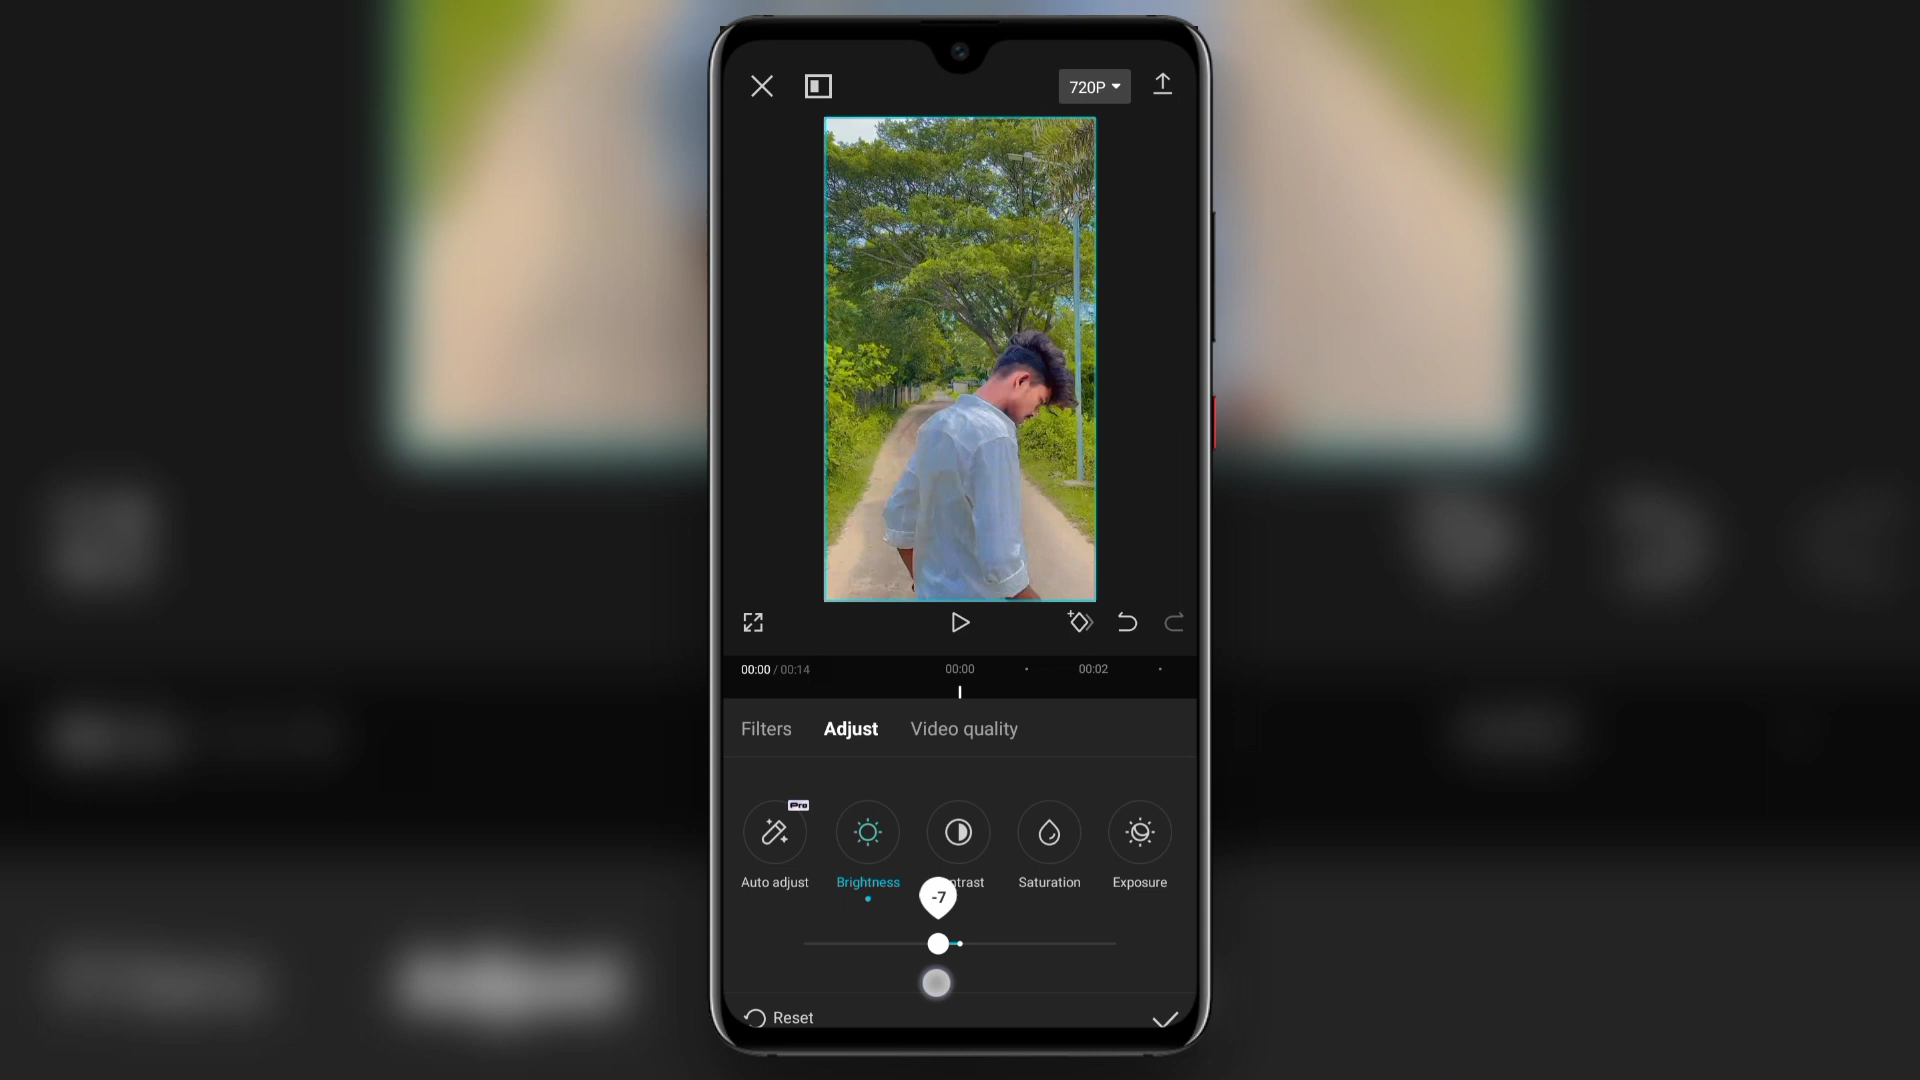 720P
00:00 / 00:14
00:00
00:02
Filters
Adjust
Video quality
Pro
Auto adjust
Brightness
ntrast
Saturation
Exposure
-7
Reset